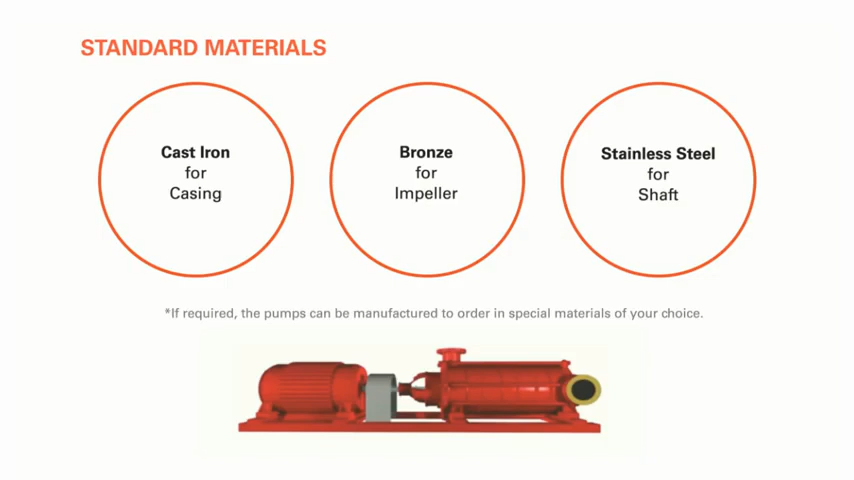 STANDARD MATERIALS
Cast Iron
for
Casing
Bronze
for
Impeller
Stainless Steel
for
Shaft
*If required, the pumps can be manufactured to order in special materials of your choice.